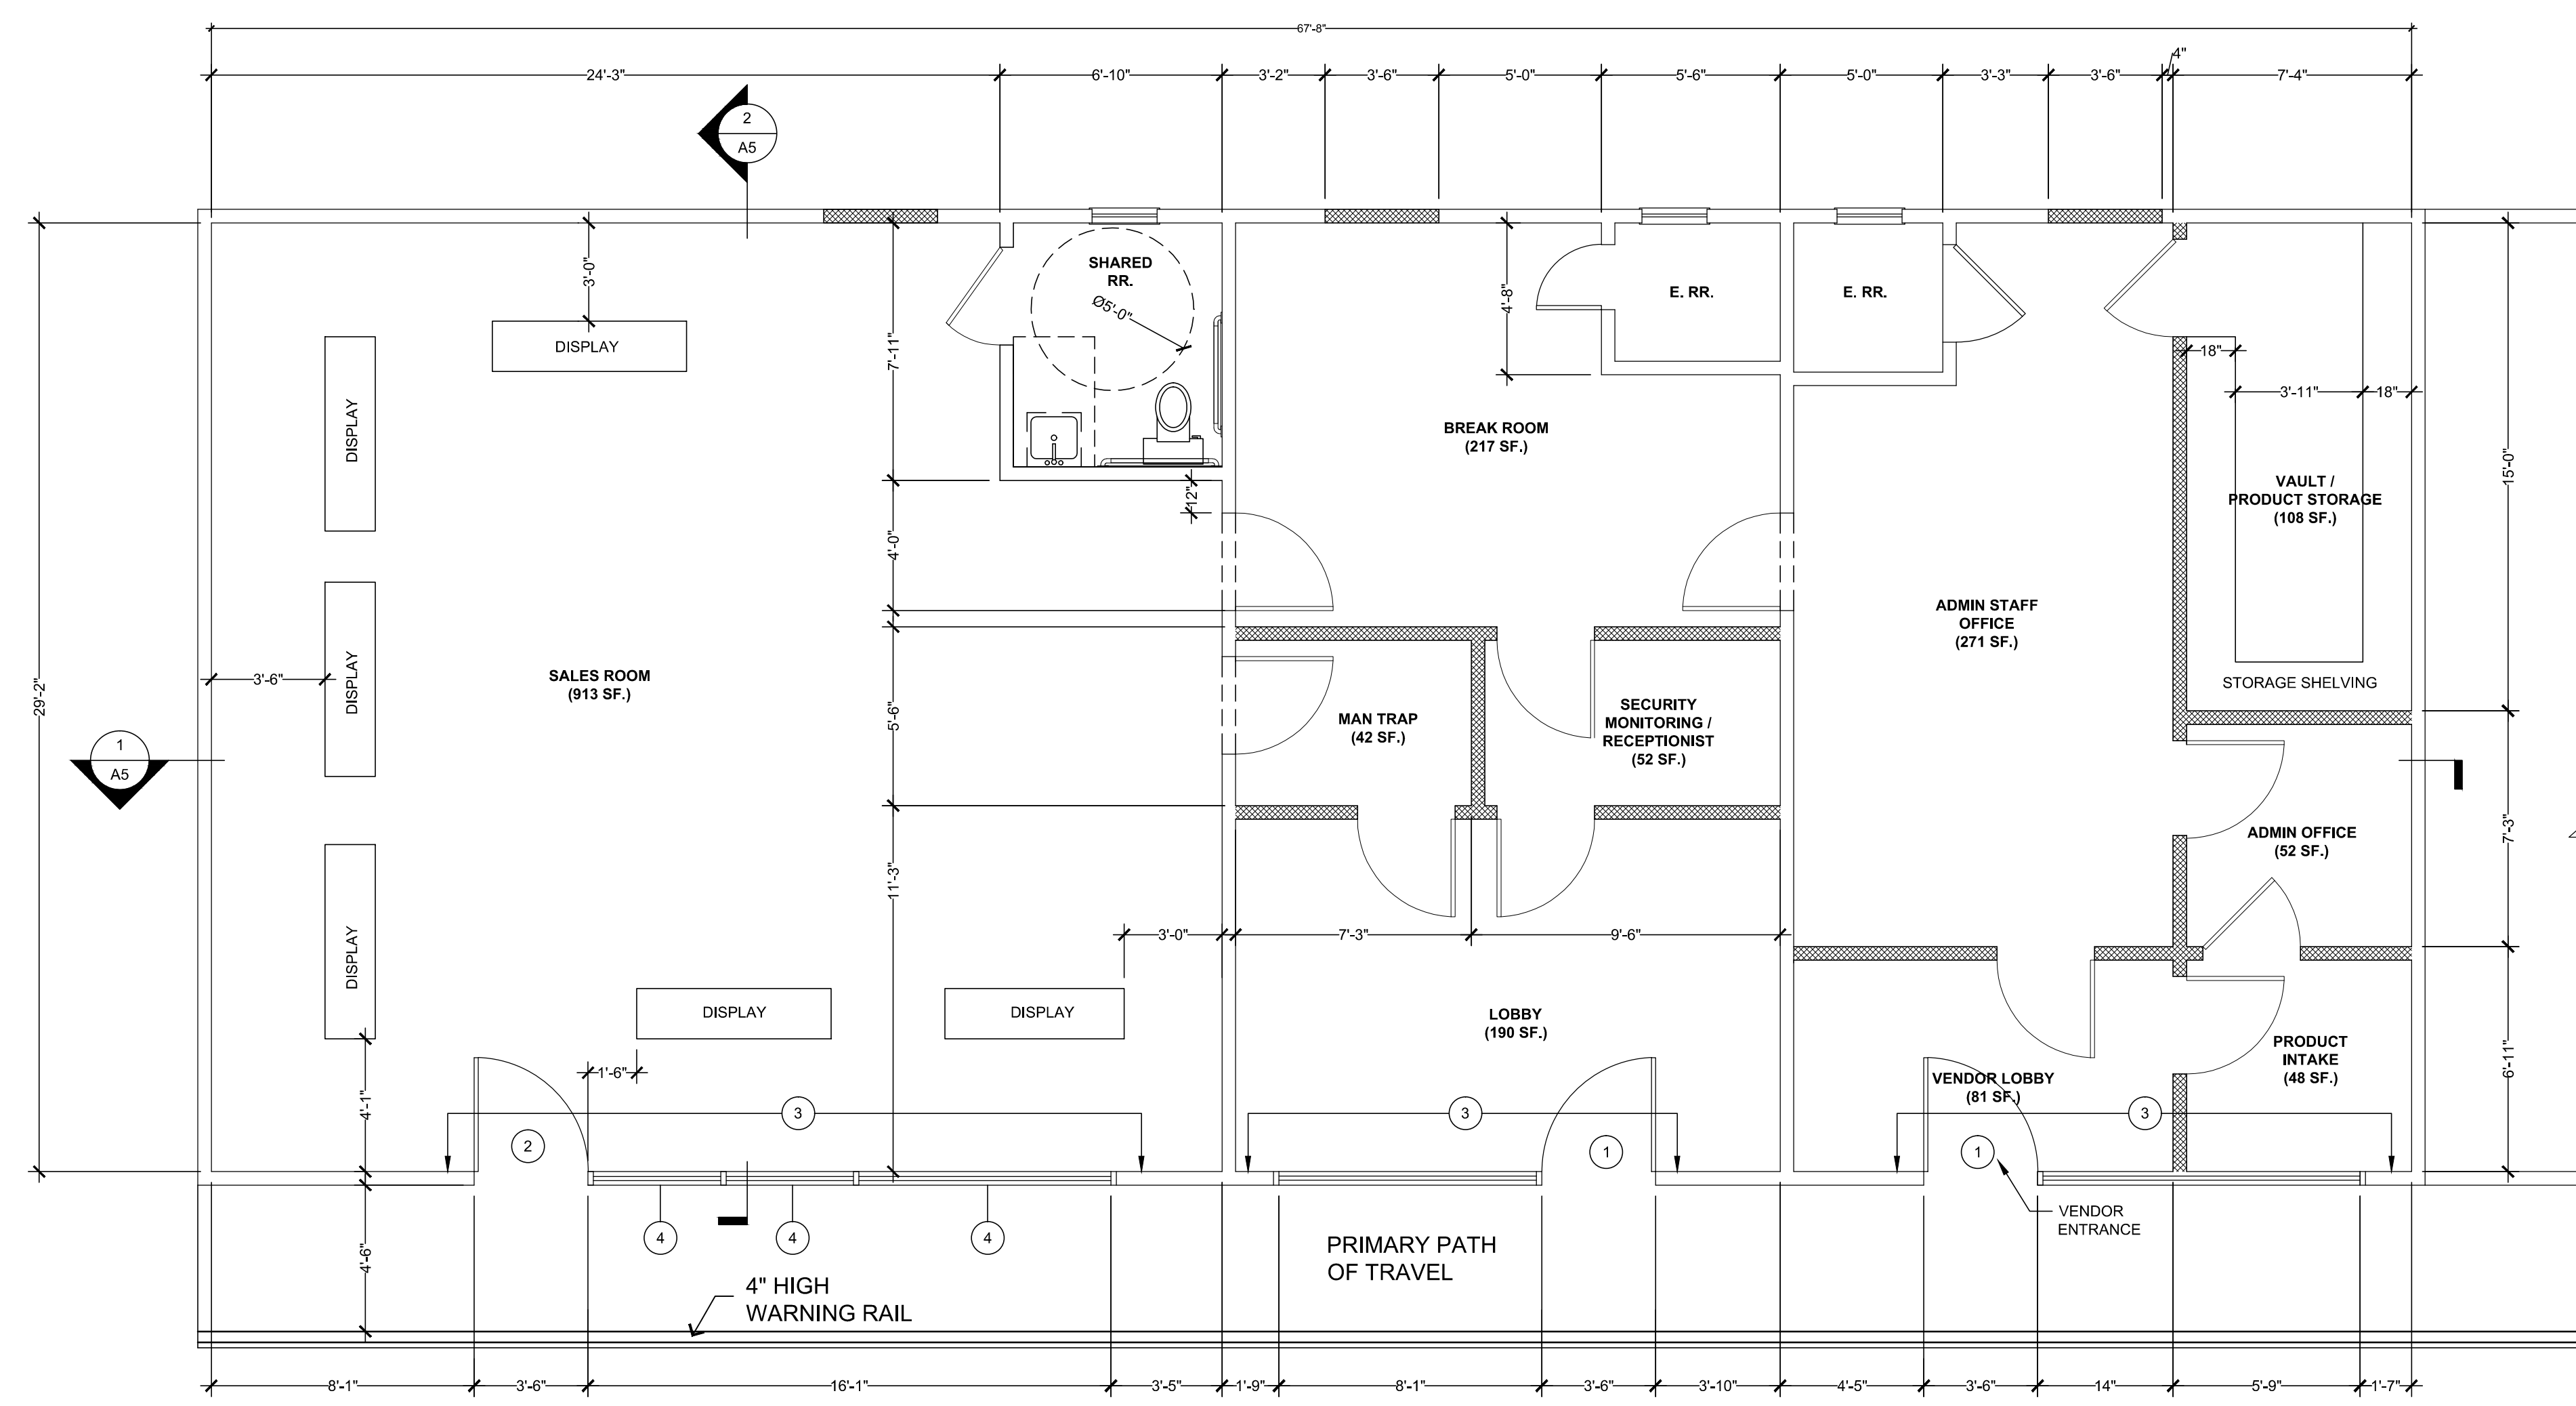 67'-8"
24'-3"
6'-10"
3'-2"
3'-6"
5'-0"
5'-6"
5'-0"
3'-3"
3'-6"
4"
7'-4"
2
A5
3'-0"
DISPLAY
SHARED
RR.
Ø5'-0"
7'-11"
4'-8"
E. RR.
E. RR.
18"
3'-11"
18"
DISPLAY
BREAK ROOM
(217 SF.)
15'-0"
VAULT /
PRODUCT STORAGE
(108 SF.)
12"
4'-0"
ADMIN STAFF
OFFICE
(271 SF.)
29'-2"
3'-6"
DISPLAY
SALES ROOM
(913 SF.)
5'-6"
MAN TRAP
(42 SF.)
SECURITY
MONITORING /
RECEPTIONIST
(52 SF.)
STORAGE SHELVING
1
A5
ADMIN OFFICE
(52 SF.)
7'-3"
11'-3"
DISPLAY
3'-0"
7'-3"
9'-6"
DISPLAY
DISPLAY
LOBBY
(190 SF.)
PRODUCT
INTAKE
(48 SF.)
6'-11"
1'-6"
VENDOR LOBBY
(81 SF.)
4'-1"
3
3
3
2
1
1
4
4
4
VENDOR
ENTRANCE
4'-6"
PRIMARY PATH
OF TRAVEL
4" HIGH
WARNING RAIL
8'-1"
3'-6"
16'-1"
3'-5"
1'-9"
8'-1"
3'-6"
3'-10"
4'-5"
3'-6"
14"
5'-9"
1'-7"